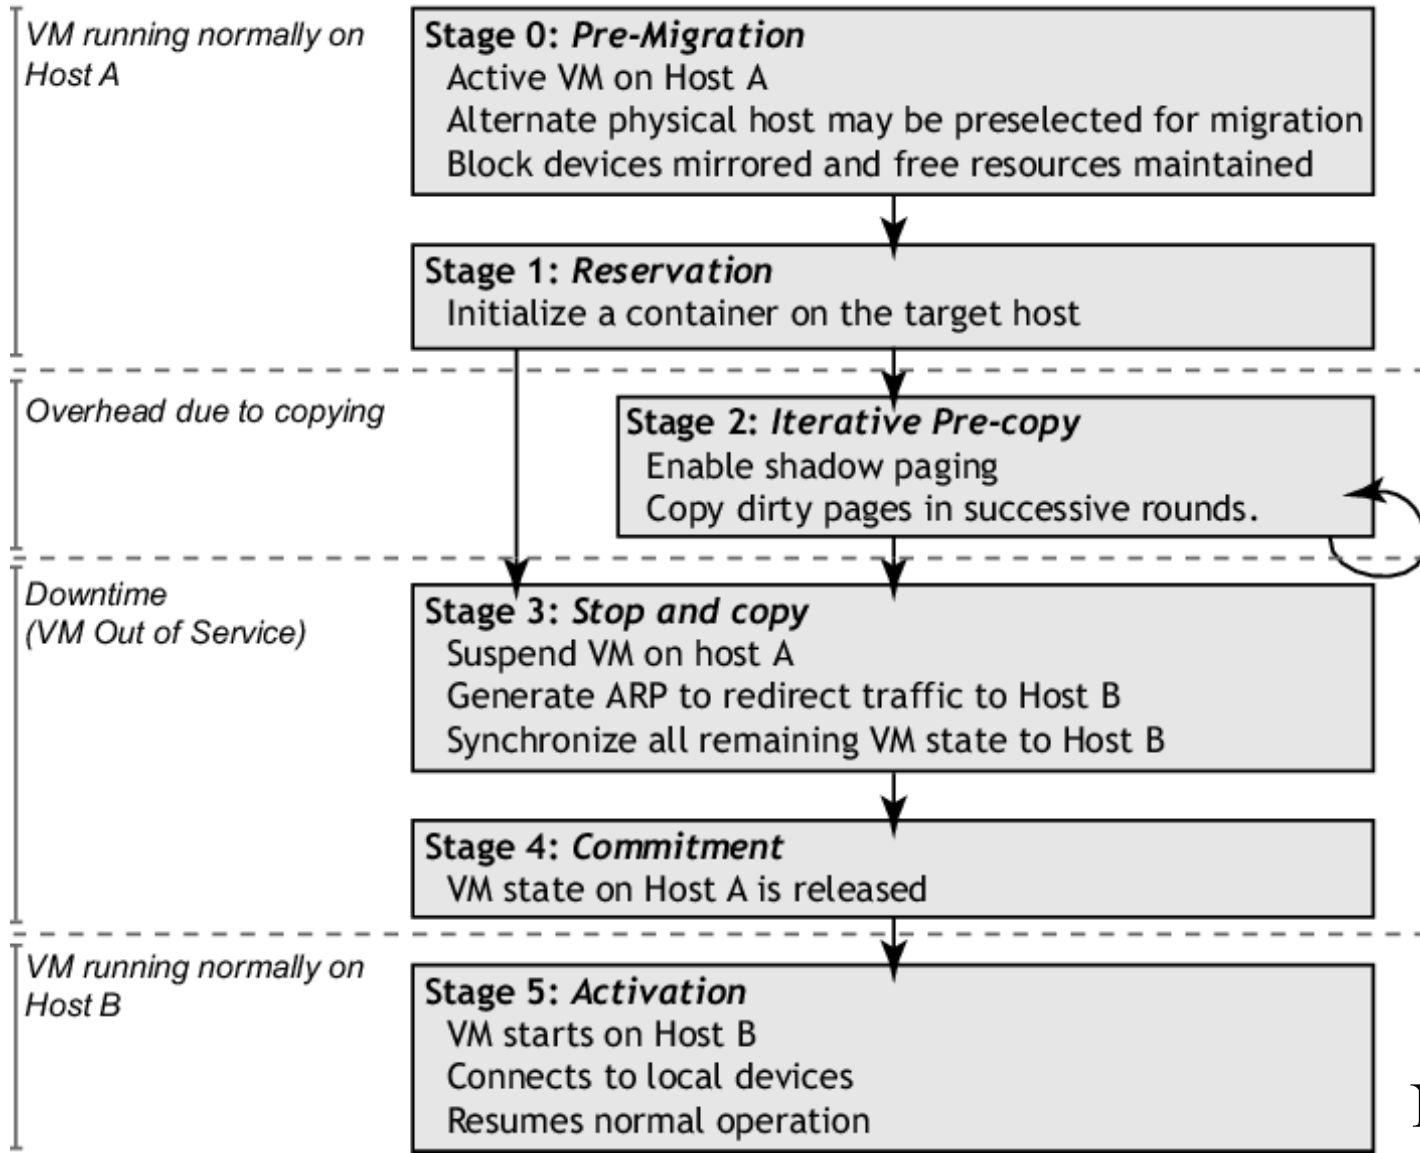 VM running normally on
Host A
Stage 0: Pre-Migration
Active VM on Host A
Alternate physical host may be preselected for migration
Block devices mirrored and free resources maintained
Stage 1: Reservation
Initialize a container on the target host
Overhead due to copying
Stage 2: Iterative Pre-copy
Enable shadow paging
Copy dirty pages in successive rounds.
Downtime
(VM Out of Service)
Stage 3: Stop and copy
Suspend VM on host A
Generate ARP to redirect traffic to Host B
Synchronize all remaining VM state to Host B
Stage 4: Commitment
VM state on Host A is released
VM running normally on
Host B
Stage 5: Activation
VM starts on Host B
Connects to local devices
Resumes normal operation